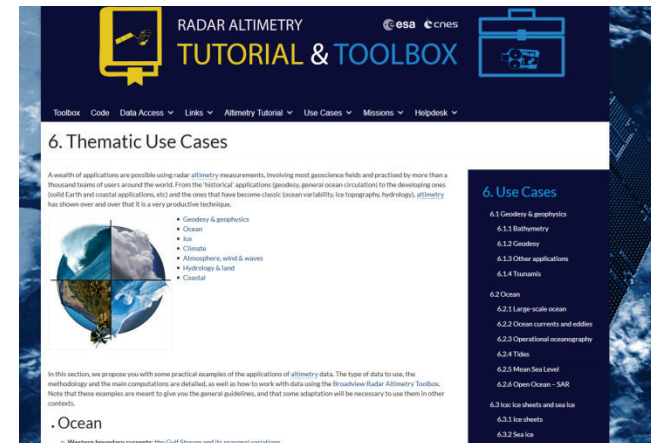 RADAR ALTIMETRY
esa cnes
TUTORIAL & TOOLBOX
Toolbox Code Data Access Links Altimetry Tutorial Use Cases Missions Helpdesk
6. Thematic Use Cases
A wealth of applications are possible using radar altimetry measurements, involving most geoscience fields and practised by more than a
thousand teams of users around the world. From the 'historical' applications (geodesy, general ocean circulation) to the developing ones
(solid Earth and coastal applications, etc) and the ones that have become classic (ocean variability, ice topography, hydrology), altimetry
has shown over and over that it is a very productive technique.
Geodesy & geophysics
Ocean
Ice
Climate
Atmosphere, wind & waves
Hydrology & land
Coastal
In this section, we propose you with some practical examples of the applications of altimetry data. The type of data to use, the
methodology and the main computations are detailed, as well as how to work with data using the Broadview Radar Altimetry Toolbox.
Note that these examples are meant to give you the general guidelines, and that some adaptation will be necessary to use them in other
contexts.
. Ocean
Western boundary currents: the Gulf Stream and its seasonal variations
6. Use Cases
6.1 Geodesy & geophysics
6.1.1 Bathymetry
6.1.2 Geodesy
6.1.3 Other applications
6.1.4 Tsunamis
6.2 Ocean
6.2.1 Large-scale ocean
6.2.2 Ocean currents and eddies
6.2.3 Operational oceanography
6.2.4 Tides
6.2.5 Mean Sea Level
6.2.6 Open Ocean – SAR
6.3 Ice: ice sheets and sea ice
6.3.1 Ice sheets
6.3.2 Sea Ice